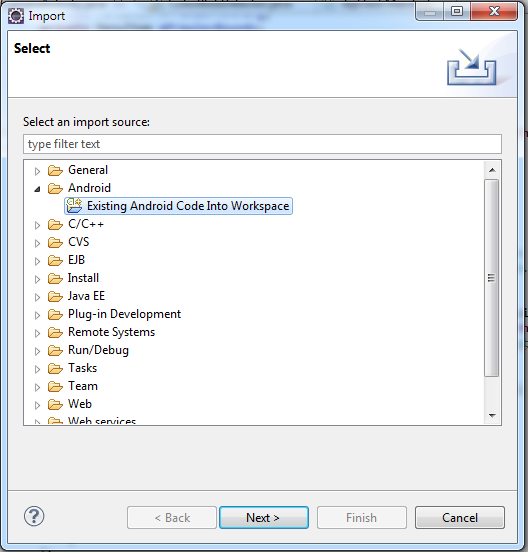 Import
Select
Select an import source:
type filter text
General
Android
Existing Android Code Into Workspace
C/C++
CVS
EJB
Install
Java EE
Plug-in Development
Remote Systems
Run/Debug
Tasks
Team
Web
Web services
?
< Back
Next >
Finish
Cancel